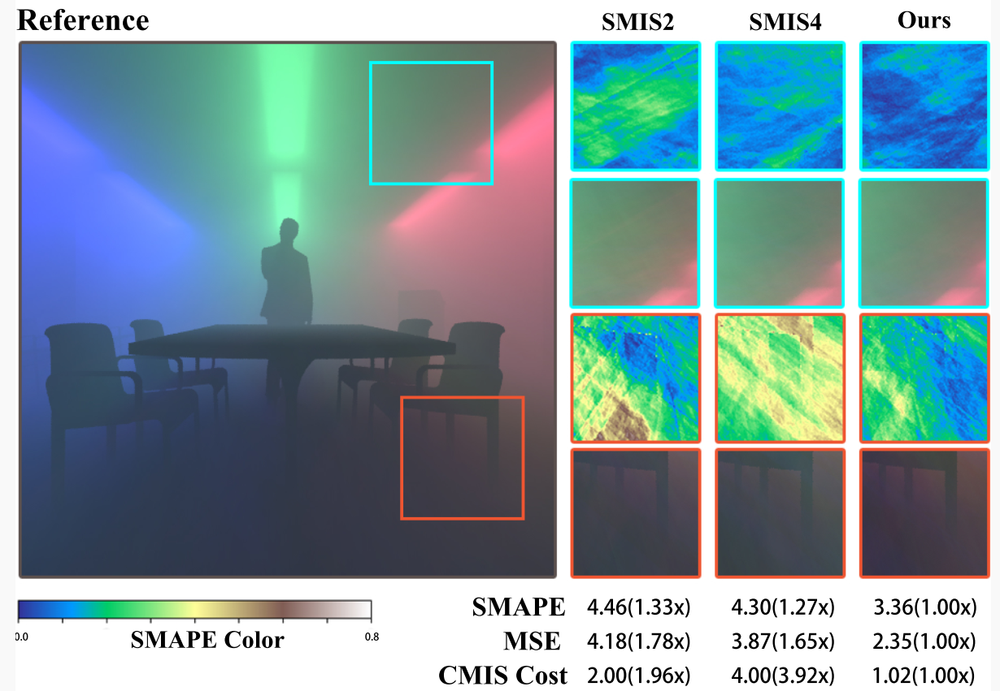 Reference SMIS2 SMIS4 Ours
0.0 SMAPE Color 0.8
SMAPE 4.46(1.33x) 4.30(1.27x) 3.36(1.00x)
MSE 4.18(1.78x) 3.87(1.65x) 2.35(1.00x)
CMIS Cost 2.00(1.96x) 4.00(3.92x) 1.02(1.00x)